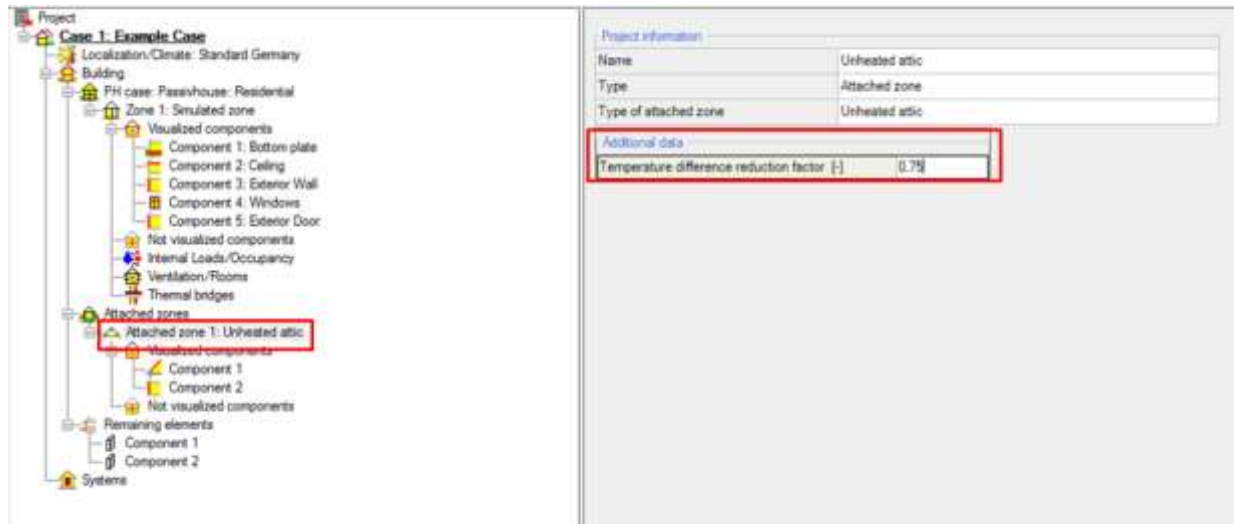 Project
Case 1: Example Case
Localization/Climate: Standard Germany
Building
PH case: Passivhouse: Residential
Zone 1: Simulated zone
Visualized components
Component 1: Bottom plate
Component 2: Ceiling
Component 3: Exterior Wall
Component 4: Windows
Component 5: Exterior Door
Not visualized components
Internal Loads/Occupancy
Ventilation/Rooms
Thermal bridges
Attached zones
Attached zone 1: Unheated attic
Visualized components
Component 1
Component 2
Not visualized components
Remaining elements
Component 1
Component 2
Systems
Project information
Name Unheated attic
Type Attached zone
Type of attached zone Unheated attic
Additional data
Temperature difference reduction factor [-] 0.75